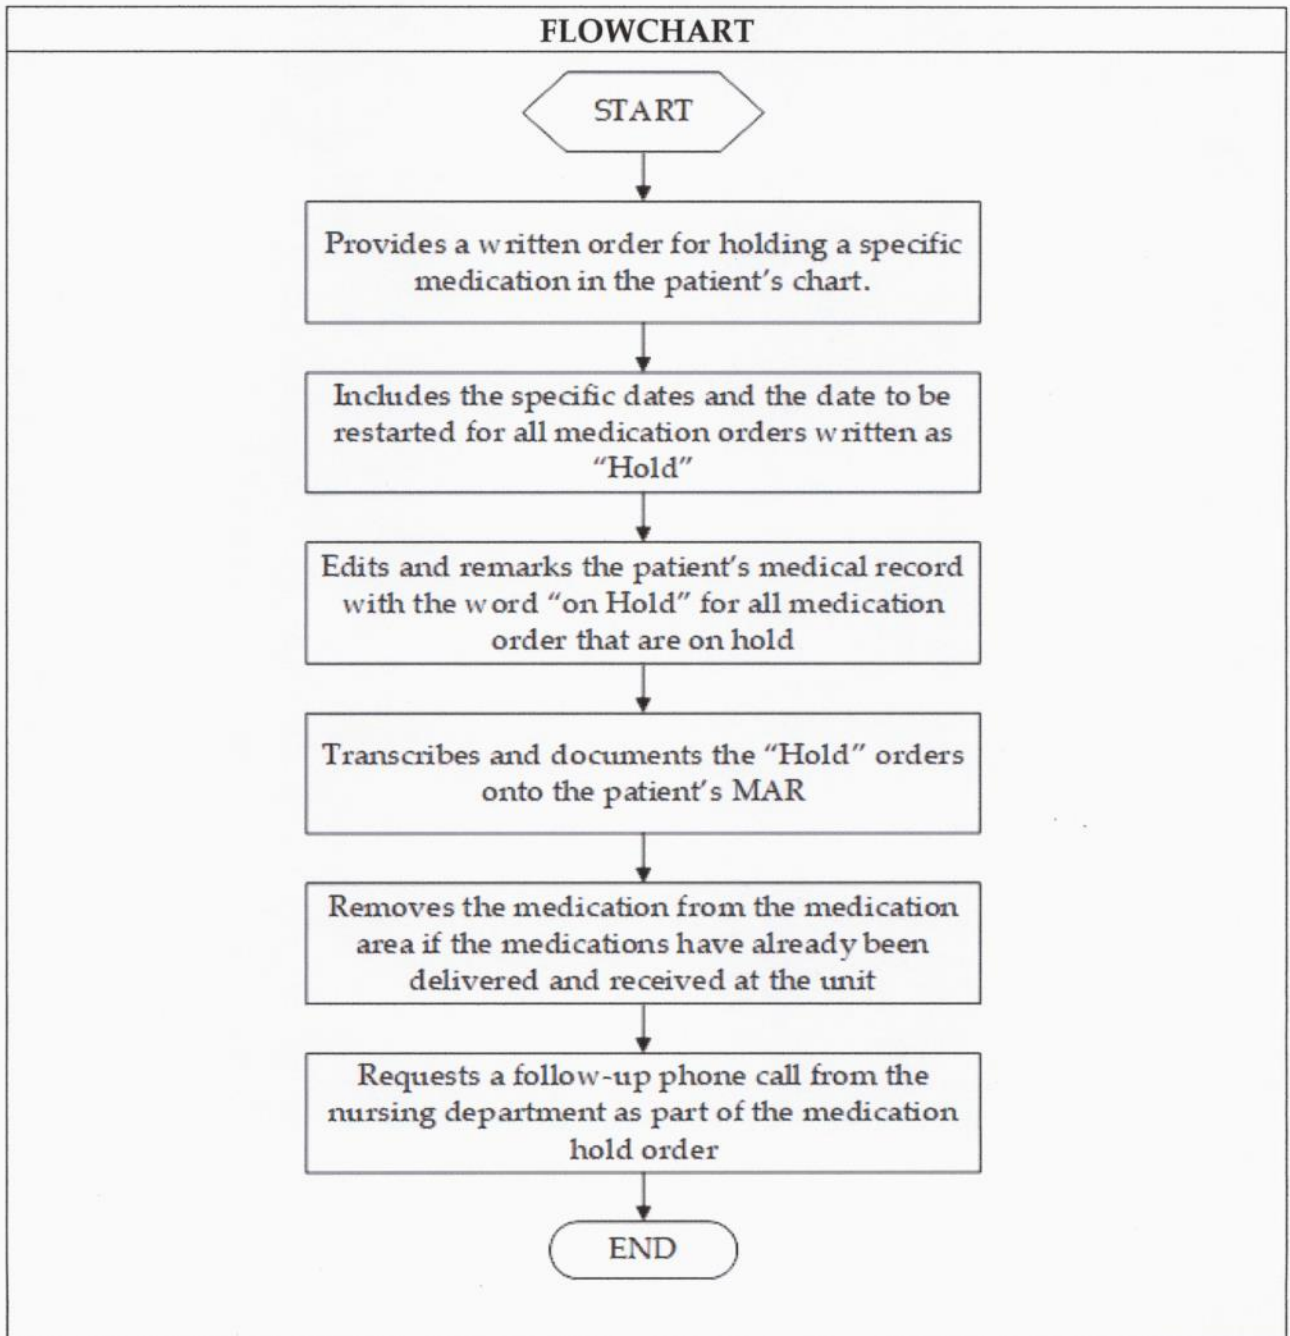 FLOWCHART
START
Provides a written order for holding a specific
medication in the patient's chart.
Includes the specific dates and the date to be
restarted for all medication orders written as
“Hold”
Edits and remarks the patient's medical record
with the word “on Hold” for all medication
order that are on hold
Transcribes and documents the “Hold” orders
onto the patient's MAR
Removes the medication from the medication
area if the medications have already been
delivered and received at the unit
Requests a follow-up phone call from the
nursing department as part of the medication
hold order
END